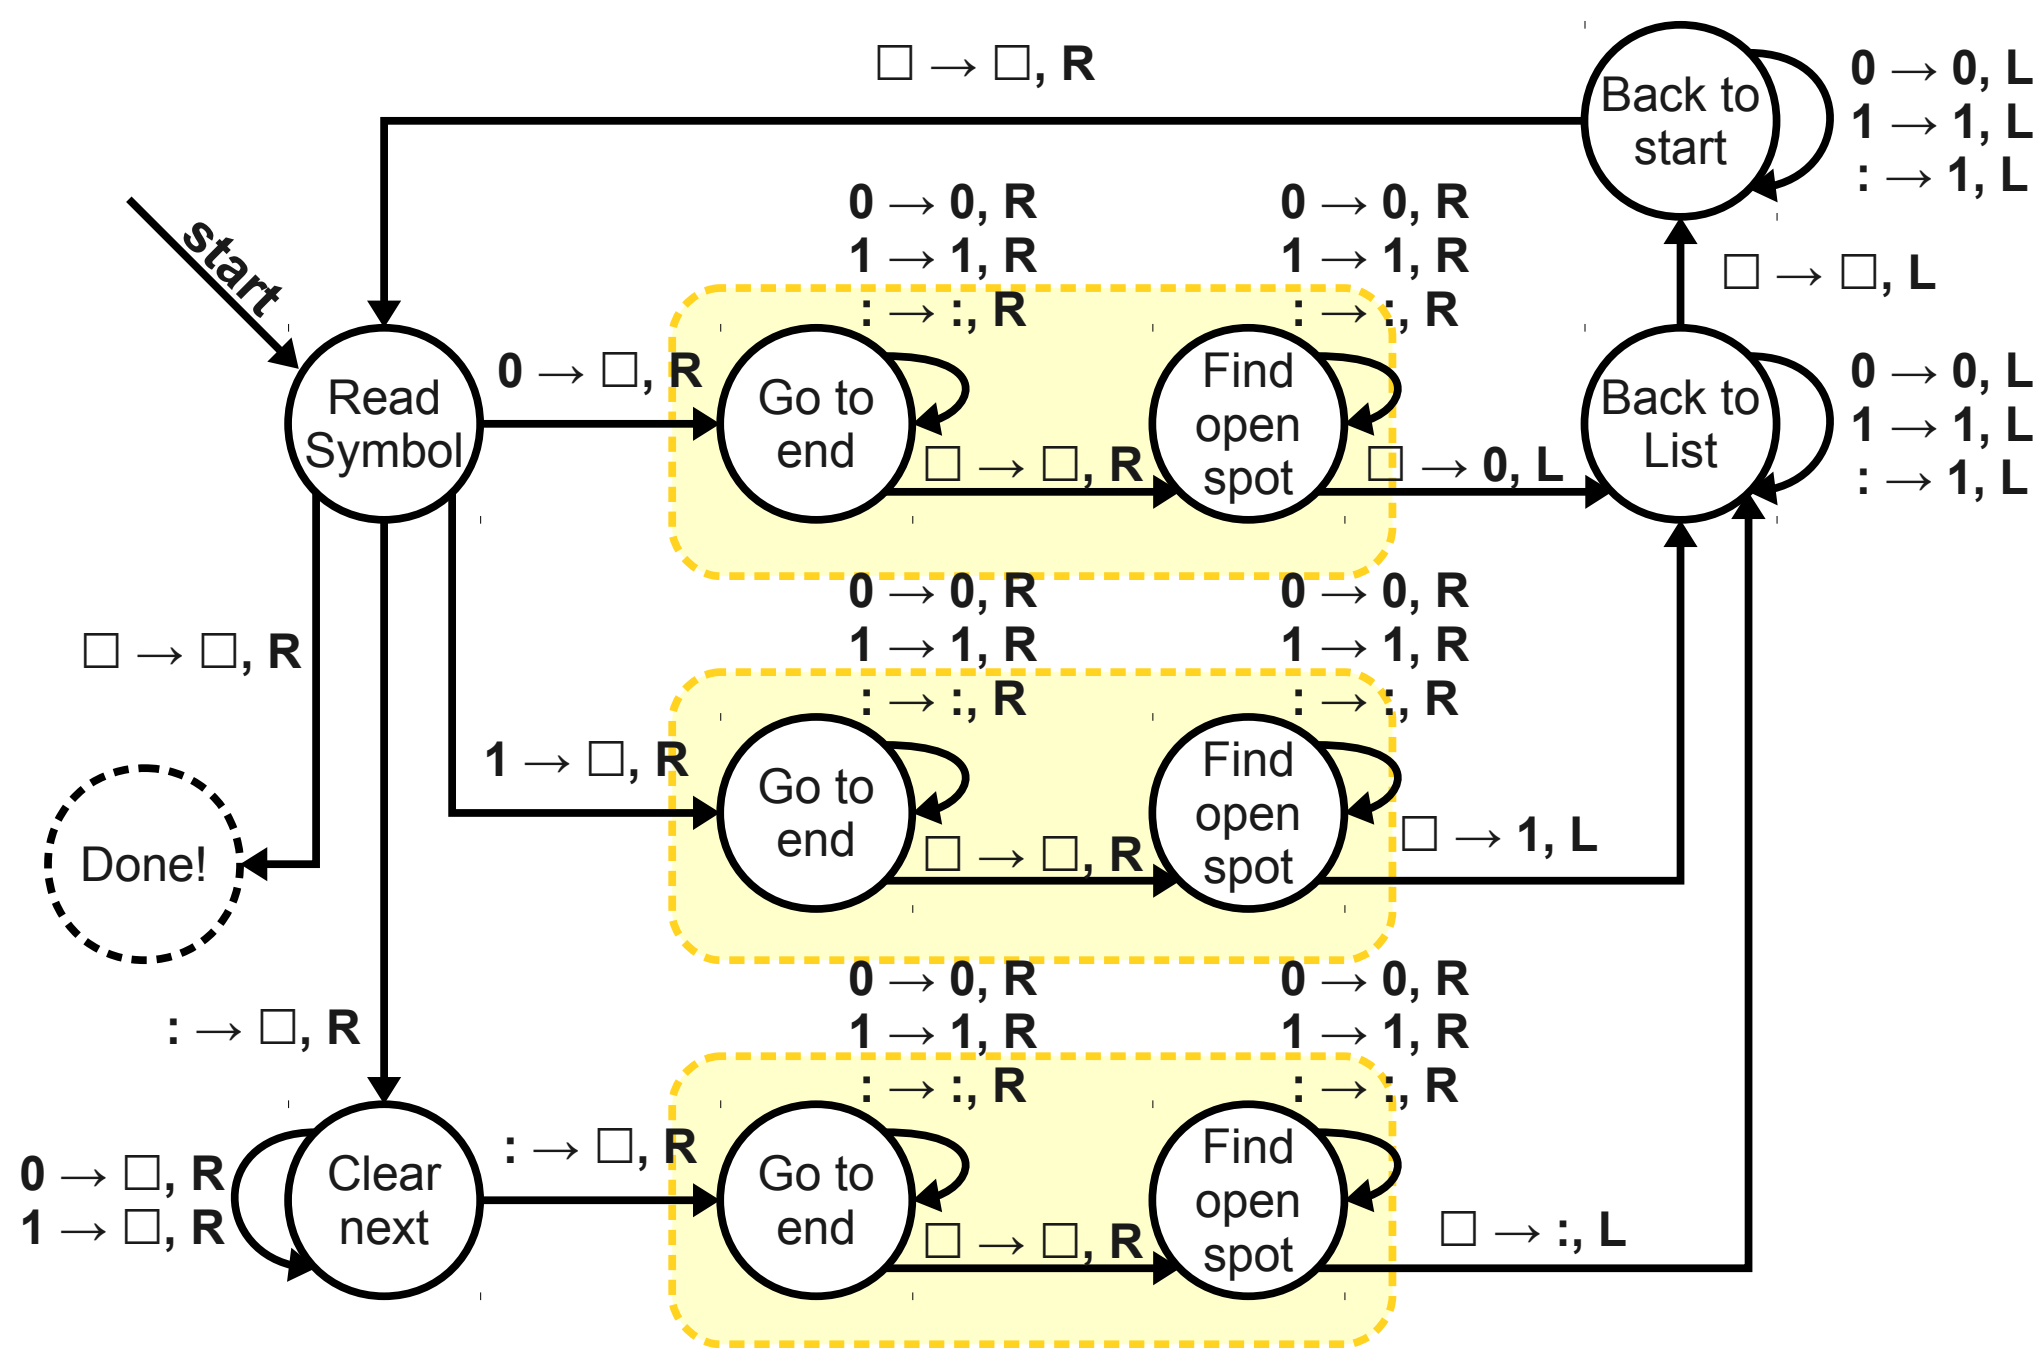 □ → □, R
Back to
start
0 → 0, L
1 → 1, L
: → 1, L
start
0 → 0, R
1 → 1, R
: → :, R
0 → 0, R
1 → 1, R
: → :, R
□ → □, L
Read
Symbol
0 → □, R
Go to
end
□ → □, R
Find
open
spot
□ → 0, L
Back to
List
0 → 0, L
1 → 1, L
: → 1, L
□ → □, R
Done!
0 → 0, R
1 → 1, R
: → :, R
0 → 0, R
1 → 1, R
: → :, R
1 → □, R
Go to
end
□ → □, R
Find
open
spot
□ → 1, L
: → □, R
0 → 0, R
1 → 1, R
: → :, R
0 → 0, R
1 → 1, R
: → :, R
0 → □, R
1 → □, R
Clear
next
: → □, R
Go to
end
□ → □, R
Find
open
spot
□ → :, L